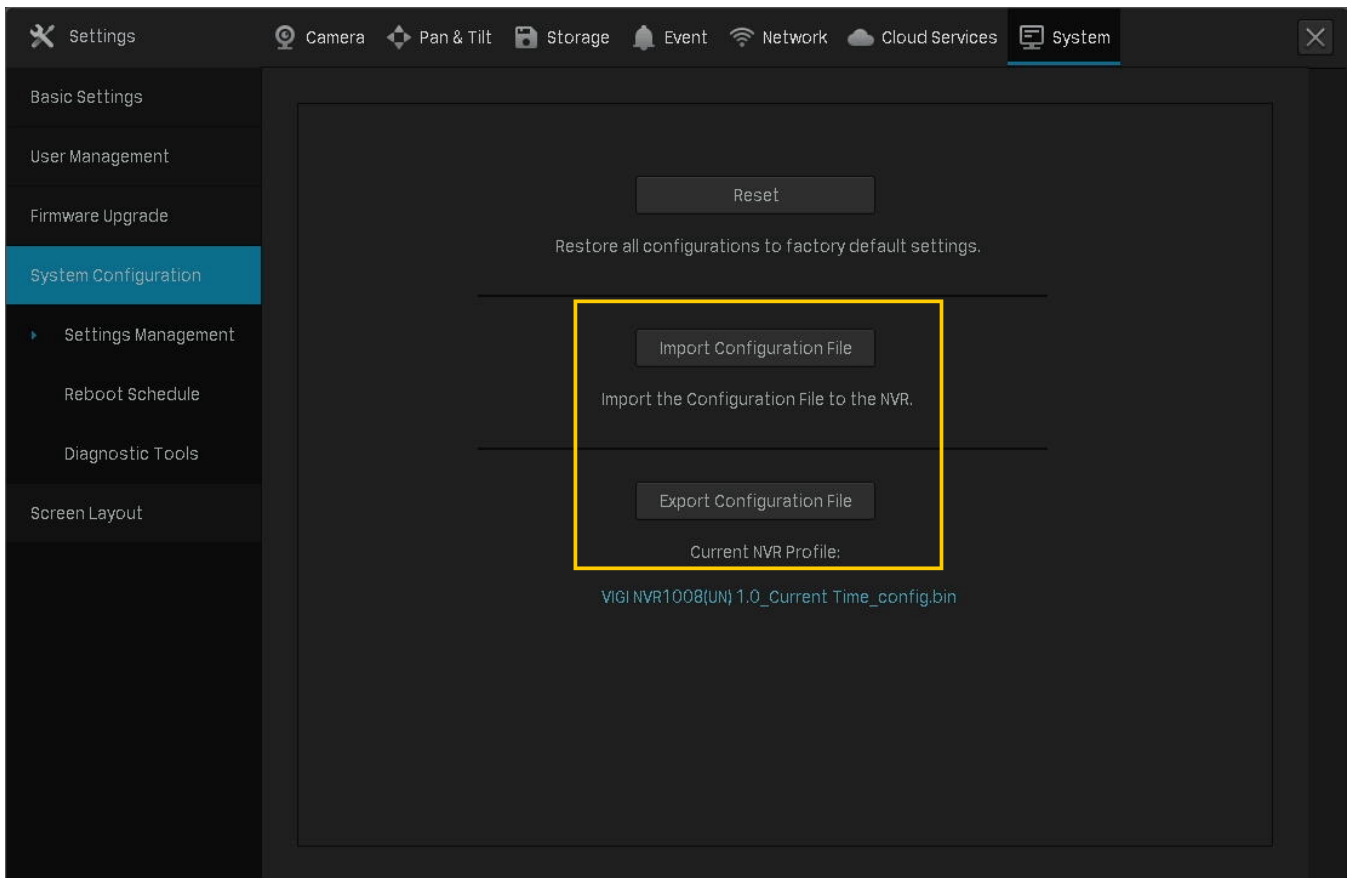 Settings
Camera
Pan & Tilt
Storage
Event
Network
Cloud Services
System
Basic Settings
User Management
Firmware Upgrade
System Configuration
Settings Management
Reboot Schedule
Diagnostic Tools
Screen Layout
Reset
Restore all configurations to factory default settings.
Import Configuration File
Import the Configuration File to the NVR.
Export Configuration File
Current NVR Profile:
VIGI NVR1008(UN) 1.0_Current Time_config.bin